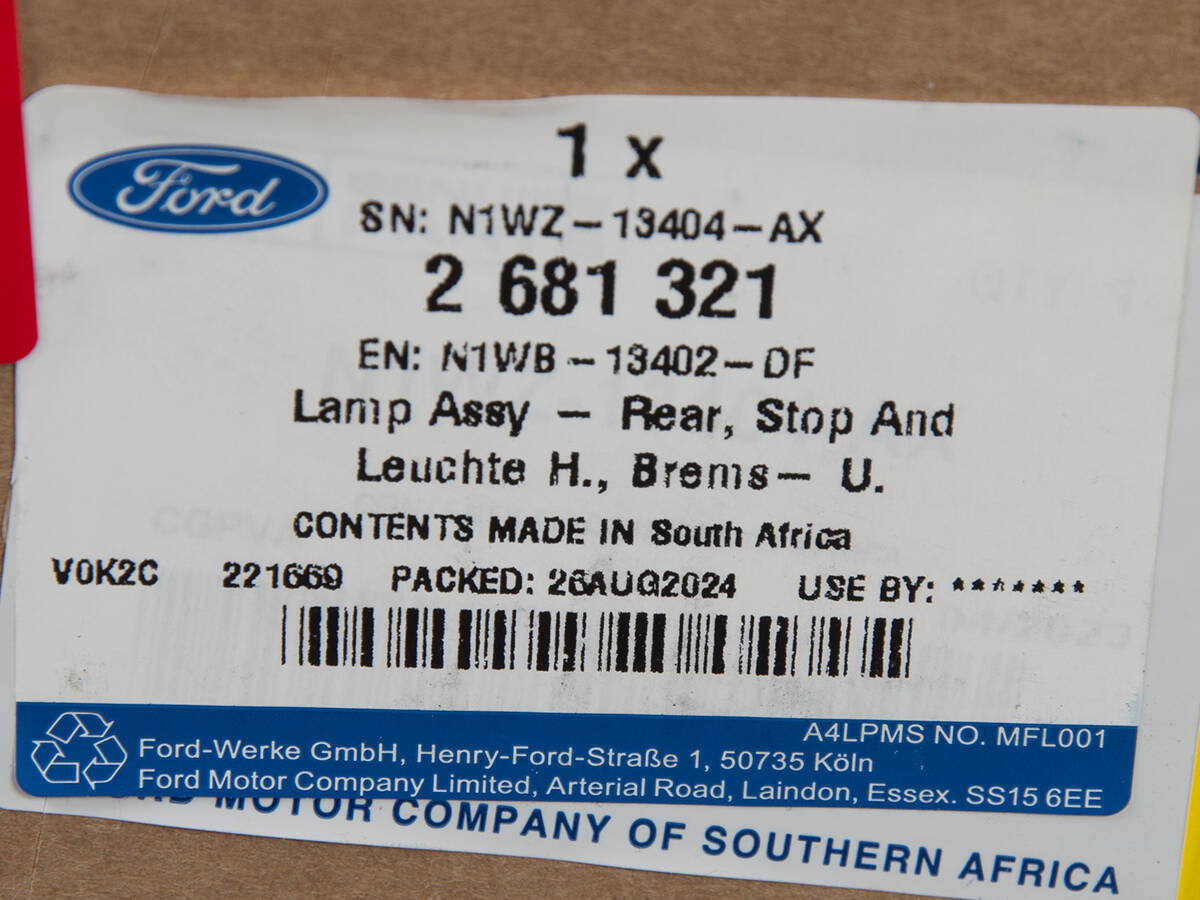 1 x
Ford
SN: N1WZ-13404-AX
2 681 321
EN: N1WB-13402-DF
Lamp Assy - Rear, Stop And
Leuchte H., Brems- U.
CONTENTS MADE IN South Africa
V0K2C 221669 PACKED: 26AUG2024 USE BY: *******
A4LPMS NO. MFL001
Ford-Werke GmbH, Henry-Ford-Straße 1, 50735 Köln
Ford Motor Company Limited, Arterial Road, Laindon, Essex. SS15 6EE
MOTOR COMPANY OF SOUTHERN AFRICA